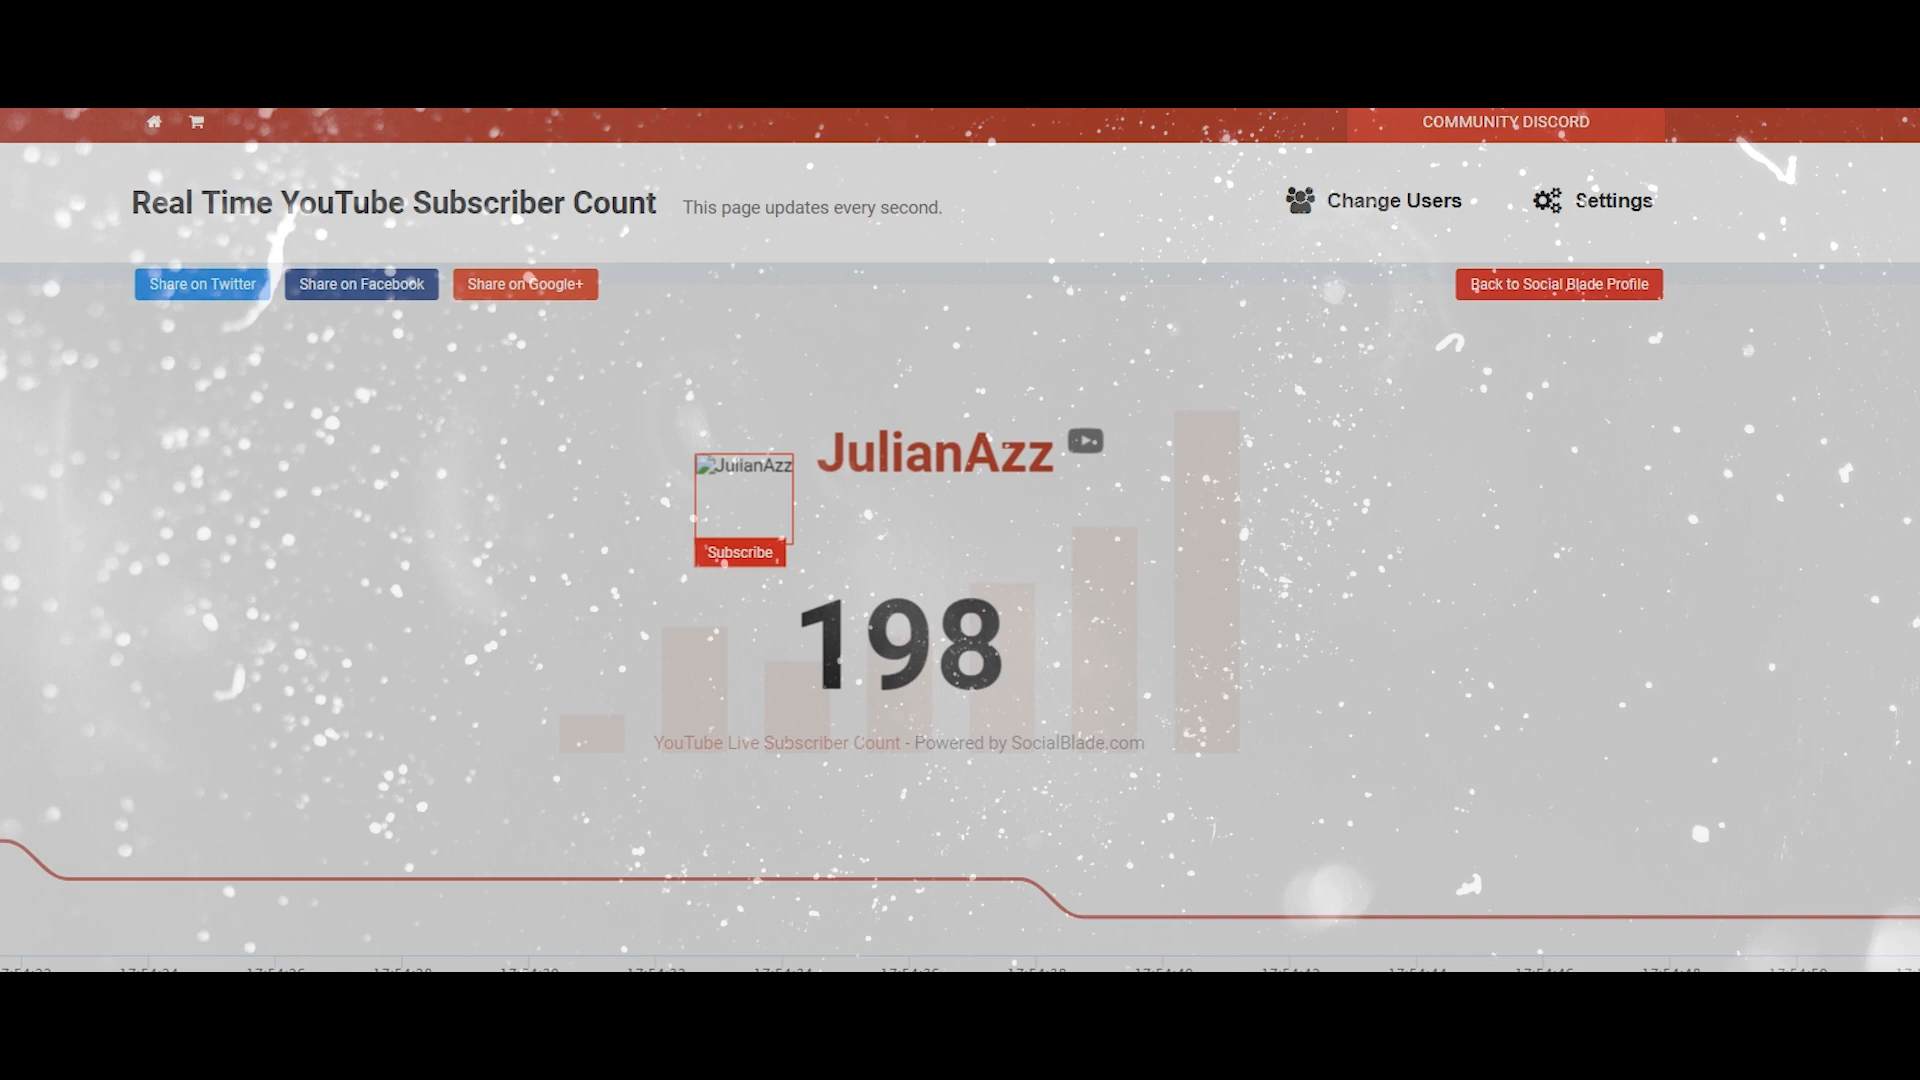 COMMUNITY DISCORD
Real Time YouTube Subscriber Count This page updates every second.
Change Users Settings
Share on Twitter Share on Facebook Share on Google+ Back to Social Blade Profile
JulianAzz
JulianAzz
Subscribe
198
YouTube Live Subscriber Count - Powered by SocialBlade.com